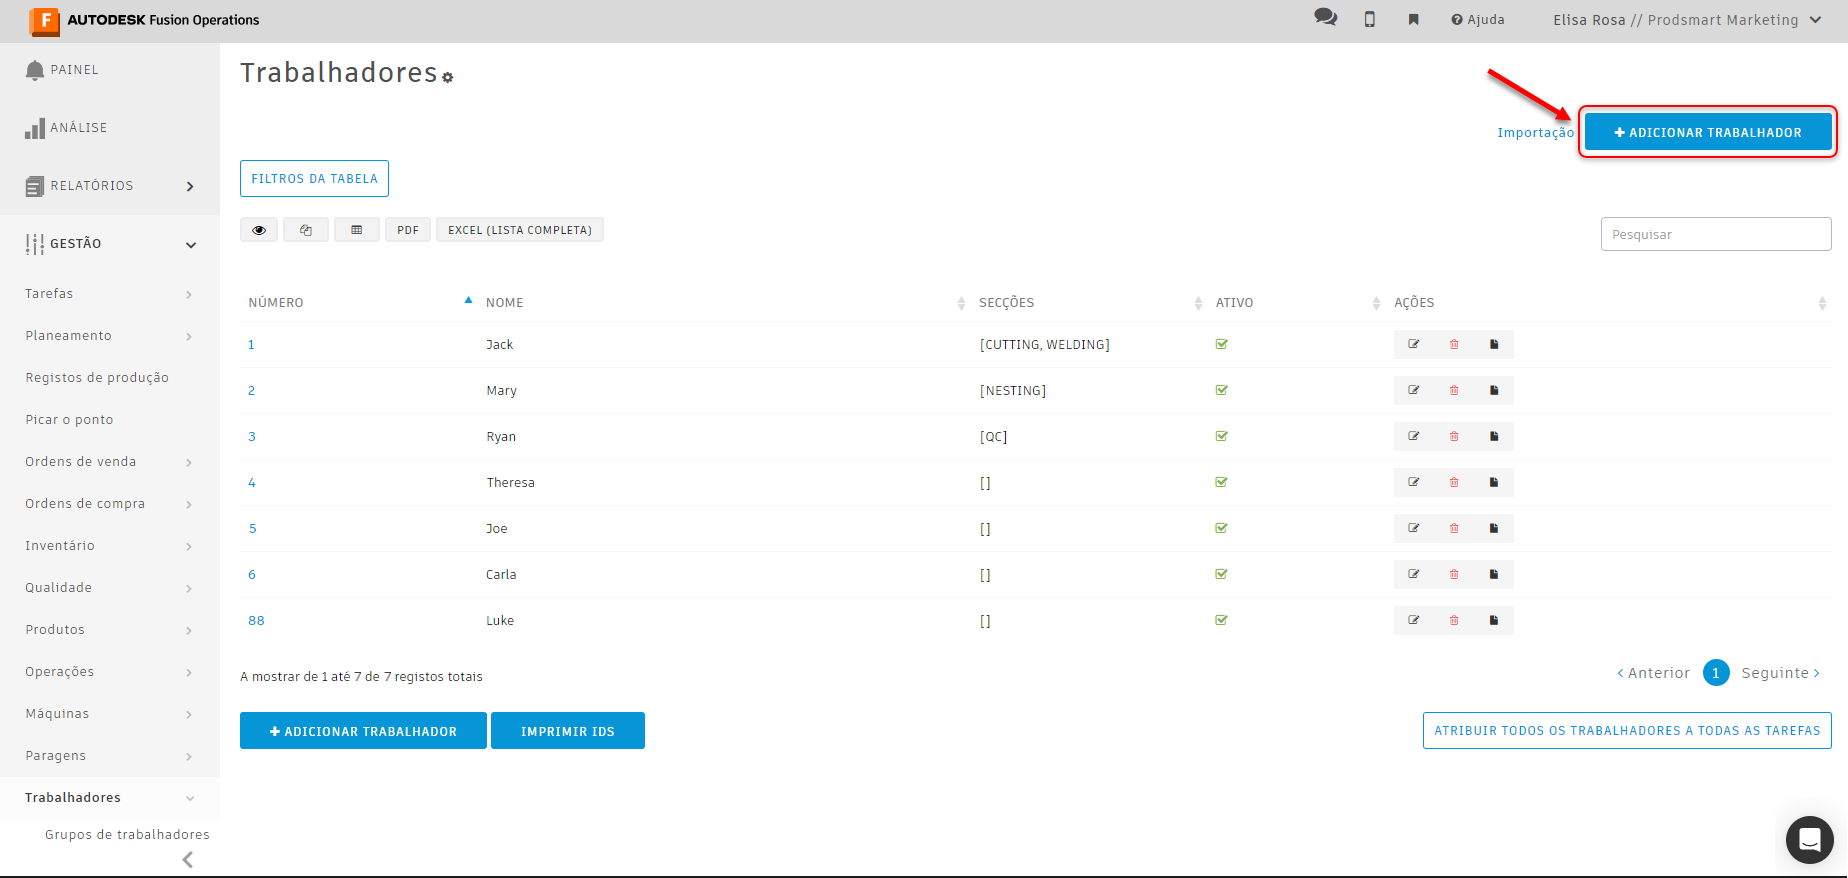 F AUTODESK Fusion Operations
Ajuda
Elisa Rosa // Prodsmart Marketing
PAINEL
ANÁLISE
RELATÓRIOS
GESTÃO
Tarefas
Planeamento
Registos de produção
Picar o ponto
Ordens de venda
Ordens de compra
Inventário
Qualidade
Produtos
Operações
Máquinas
Paragens
Trabalhadores
Grupos de trabalhadores
Trabalhadores
Importação
ADICIONAR TRABALHADOR
FILTROS DA TABELA
PDF
EXCEL (LISTA COMPLETA)
Pesquisar
NÚMERO NOME SECÇÕES ATIVO AÇÕES
1 Jack [CUTTING, WELDING]
2 Mary [NESTING]
3 Ryan [QC]
4 Theresa []
5 Joe []
6 Carla []
88 Luke []
A mostrar de 1 até 7 de 7 registos totais
< Anterior 1 Seguinte >
+ ADICIONAR TRABALHADOR
IMPRIMIR IDS
ATRIBUIR TODOS OS TRABALHADORES A TODAS AS TAREFAS